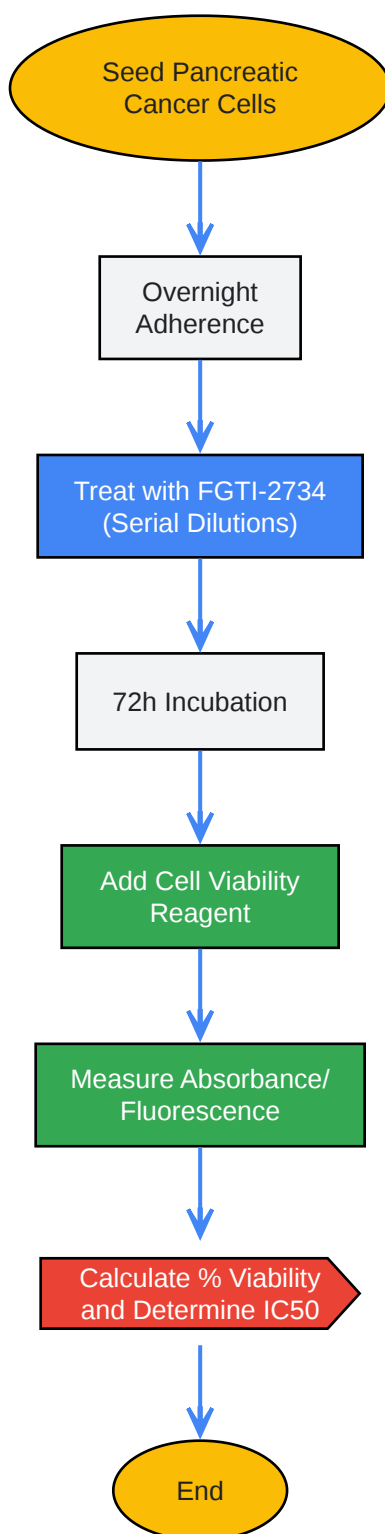 Seed Pancreatic
Cancer Cells
Overnight
Adherence
Treat with FGTI-2734
(Serial Dilutions)
72h Incubation
Add Cell Viability
Reagent
Measure Absorbance/
Fluorescence
Calculate % Viability
and Determine IC50
End